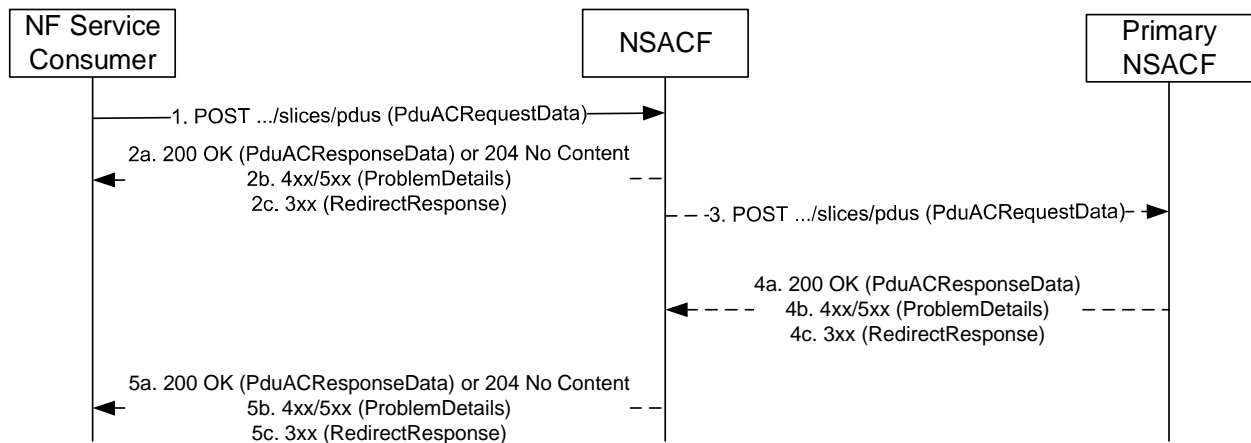 NF Service
Consumer
NSACF
Primary
NSACF
1. POST .../slices/pdus (PduACRequestData)
2a. 200 OK (PduACResponseData) or 204 No Content
2b. 4xx/5xx (ProblemDetails)
2c. 3xx (RedirectResponse)
3. POST .../slices/pdus (PduACRequestData)
4a. 200 OK (PduACResponseData)
4b. 4xx/5xx (ProblemDetails)
4c. 3xx (RedirectResponse)
5a. 200 OK (PduACResponseData) or 204 No Content
5b. 4xx/5xx (ProblemDetails)
5c. 3xx (RedirectResponse)